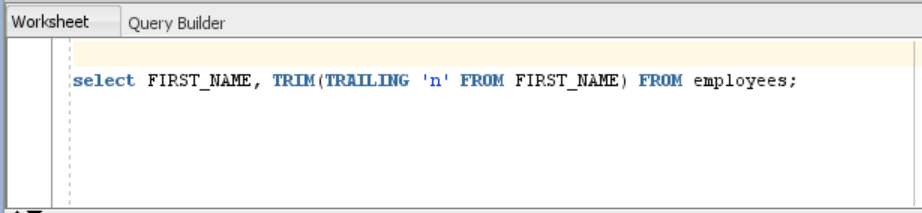 Worksheet Query Builder
select FIRST_NAME, TRIM(TRAILING 'n' FROM FIRST_NAME) FROM employees;